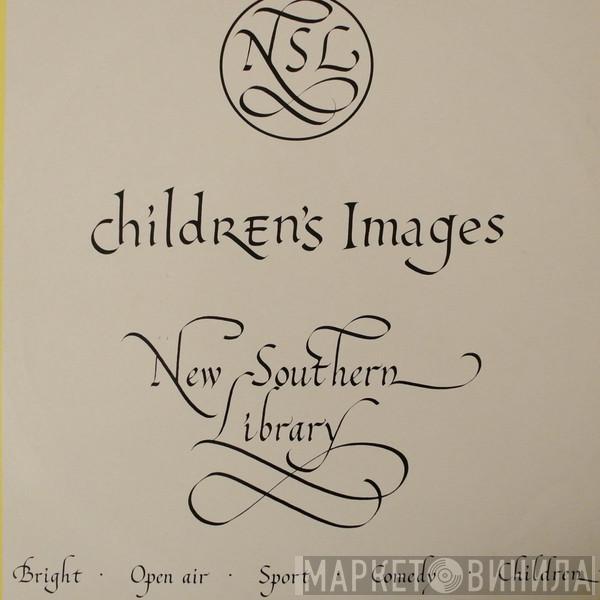 NSL
children's Images
New Southern
Library
Bright · Open air · Sport · Comedy · Children
МАРКЕТ ВИНИЛА